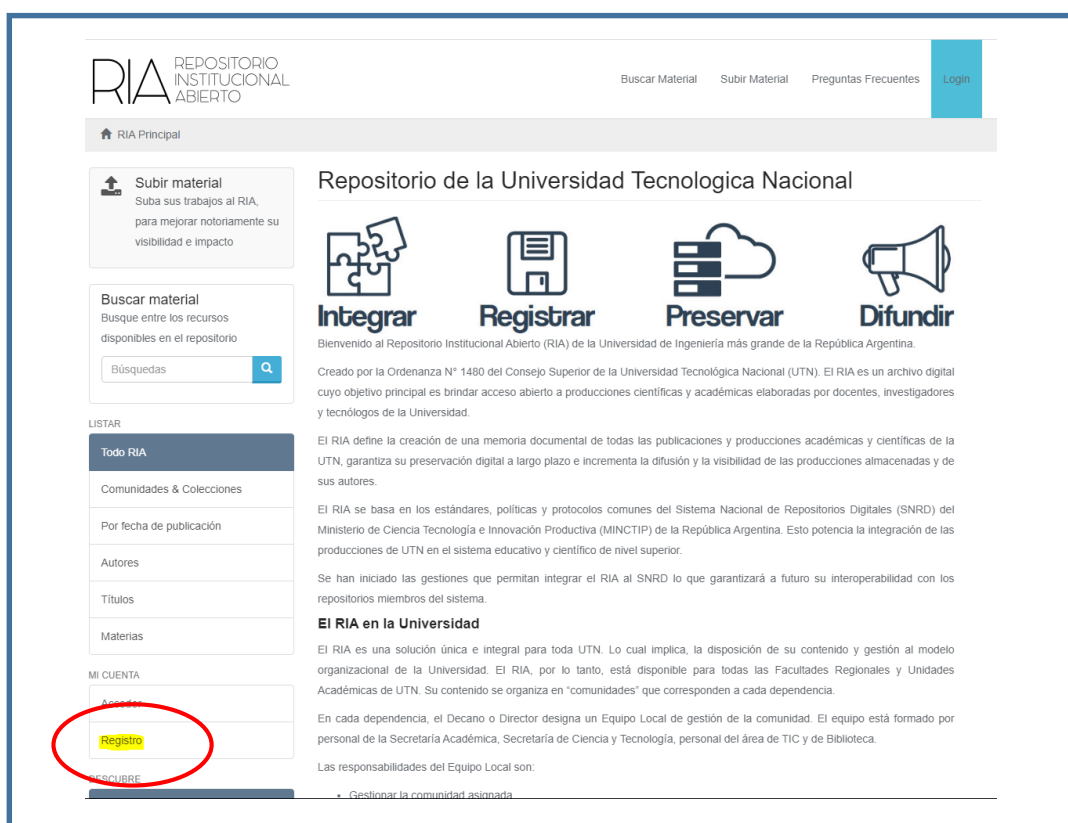 RIA REPOSITORIO
INSTITUCIONAL
ABIERTO
Buscar Material Subir Material Preguntas Frecuentes Login
RIA Principal
Subir material
Suba sus trabajos al RIA,
para mejorar notoriamente su
visibilidad e impacto
Buscar material
Busque entre los recursos
disponibles en el repositorio
Búsquedas
LISTAR
Todo RIA
Comunidades & Colecciones
Por fecha de publicación
Autores
Títulos
Materias
MI CUENTA
Acceder
Registro
DESCUBRE
Repositorio de la Universidad Tecnologica Nacional
Integrar Registrar Preservar Difundir
Bienvenido al Repositorio Institucional Abierto (RIA) de la Universidad de Ingeniería más grande de la República Argentina.
Creado por la Ordenanza N° 1480 del Consejo Superior de la Universidad Tecnológica Nacional (UTN). El RIA es un archivo digital
cuyo objetivo principal es brindar acceso abierto a producciones científicas y académicas elaboradas por docentes, investigadores
y tecnólogos de la Universidad.
El RIA define la creación de una memoria documental de todas las publicaciones y producciones académicas y científicas de la
UTN, garantiza su preservación digital a largo plazo e incrementa la difusión y la visibilidad de las producciones almacenadas y de
sus autores.
El RIA se basa en los estándares, políticas y protocolos comunes del Sistema Nacional de Repositorios Digitales (SNRD) del
Ministerio de Ciencia Tecnología e Innovación Productiva (MINCTIP) de la República Argentina. Esto potencia la integración de las
producciones de UTN en el sistema educativo y científico de nivel superior.
Se han iniciado las gestiones que permitan integrar el RIA al SNRD lo que garantizará a futuro su interoperabilidad con los
repositorios miembros del sistema.
El RIA en la Universidad
El RIA es una solución única e integral para toda UTN. Lo cual implica, la disposición de su contenido y gestión al modelo
organizacional de la Universidad. El RIA, por lo tanto, está disponible para todas las Facultades Regionales y Unidades
Académicas de UTN. Su contenido se organiza en “comunidades” que corresponden a cada dependencia.
En cada dependencia, el Decano o Director designa un Equipo Local de gestión de la comunidad. El equipo está formado por
personal de la Secretaría Académica, Secretaría de Ciencia y Tecnología, personal del área de TIC y de Biblioteca.
Las responsabilidades del Equipo Local son:
• Gestionar la comunidad asignada